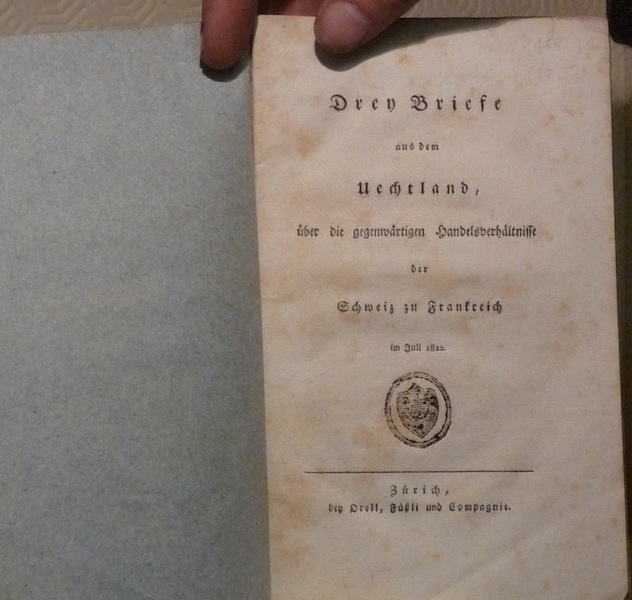 Drey Briefe
aus dem
Uechtland,
über die gegenwärtigen Handelsverhältnisse
der
Schweiz zu Frankreich
im Juli 1822.
Zürich,
bey Orell, Füßli und Compagnie.